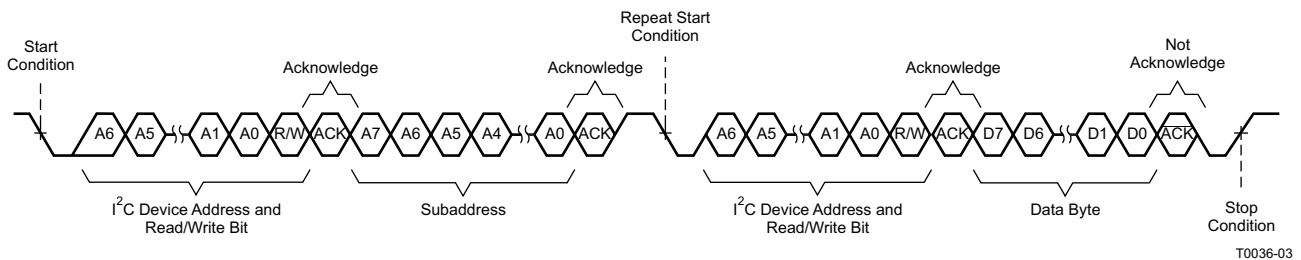 Repeat Start
Condition
Start
Condition
Not
Acknowledge
Acknowledge
Acknowledge
Acknowledge
A6 A5 A1 A0 R/W ACK A7 A6 A5 A4 A0 ACK A6 A5 A1 A0 R/W ACK D7 D6 D1 D0 A̅C̅K̅
I²C Device Address and
Read/Write Bit
Subaddress
I²C Device Address and
Read/Write Bit
Data Byte
Stop
Condition
T0036-03